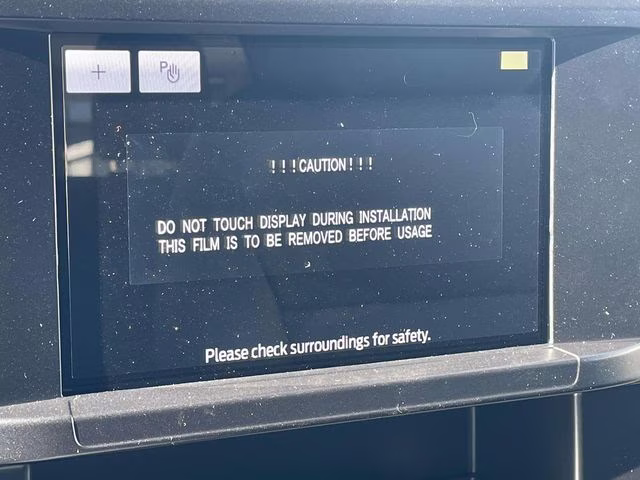 +
P
! ! ! CAUTION ! ! !
DO NOT TOUCH DISPLAY DURING INSTALLATION
THIS FILM IS TO BE REMOVED BEFORE USAGE
Please check surroundings for safety.